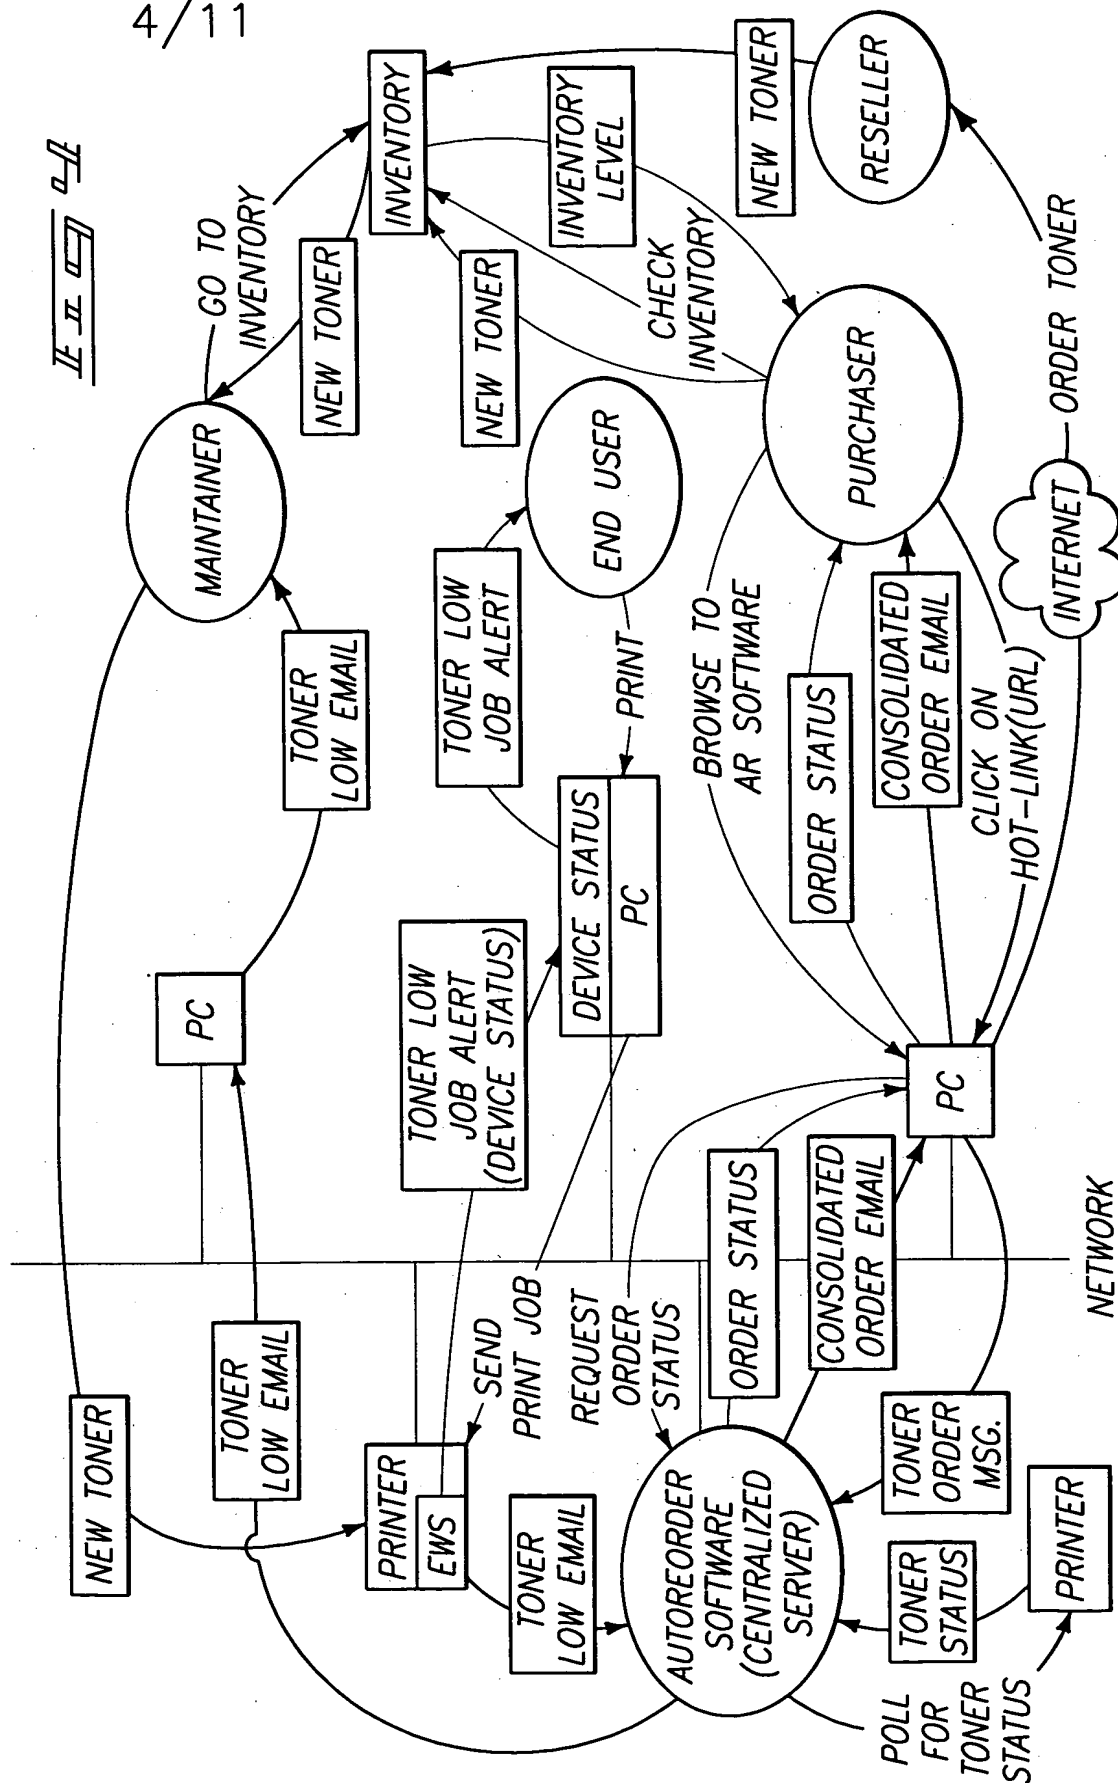 4/11
Fig 4
NEW TONER
MAINTAINER
GO TO
INVENTORY
TONER
LOW EMAIL
PC
TONER
LOW EMAIL
NEW TONER
INVENTORY
PRINTER
EWS
TONER LOW
JOB ALERT
(DEVICE STATUS)
TONER LOW
JOB ALERT
NEW TONER
SEND
PRINT JOB
TONER
LOW EMAIL
DEVICE STATUS
PC
PRINT
END USER
INVENTORY
LEVEL
CHECK
INVENTORY
NEW TONER
REQUEST
ORDER
STATUS
BROWSE TO
AR SOFTWARE
AUTOREORDER
SOFTWARE
(CENTRALIZED
SERVER)
ORDER STATUS
CONSOLIDATED
ORDER EMAIL
ORDER STATUS
CONSOLIDATED
ORDER EMAIL
PURCHASER
RESELLER
PC
CLICK ON
HOT-LINK(URL)
INTERNET
ORDER TONER
TONER
ORDER
MSG.
TONER
STATUS
PRINTER
POLL
FOR
TONER
STATUS
NETWORK